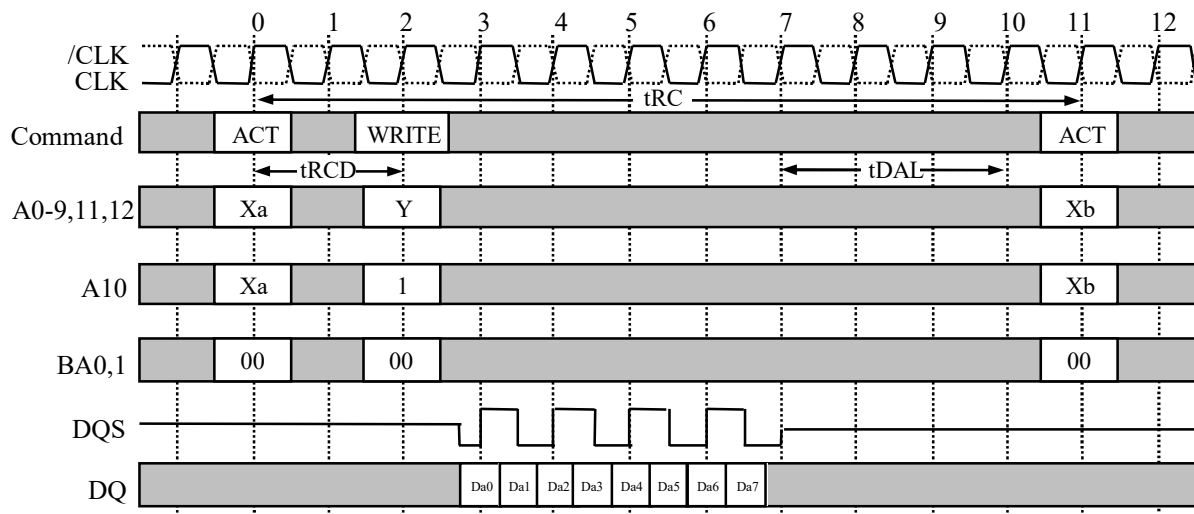 0 1 2 3 4 5 6 7 8 9 10 11 12
/CLK
CLK
tRC
Command ACT WRITE ACT
tRCD tDAL
A0-9,11,12 Xa Y Xb
A10 Xa 1 Xb
BA0,1 00 00 00
DQS
DQ Da0 Da1 Da2 Da3 Da4 Da5 Da6 Da7